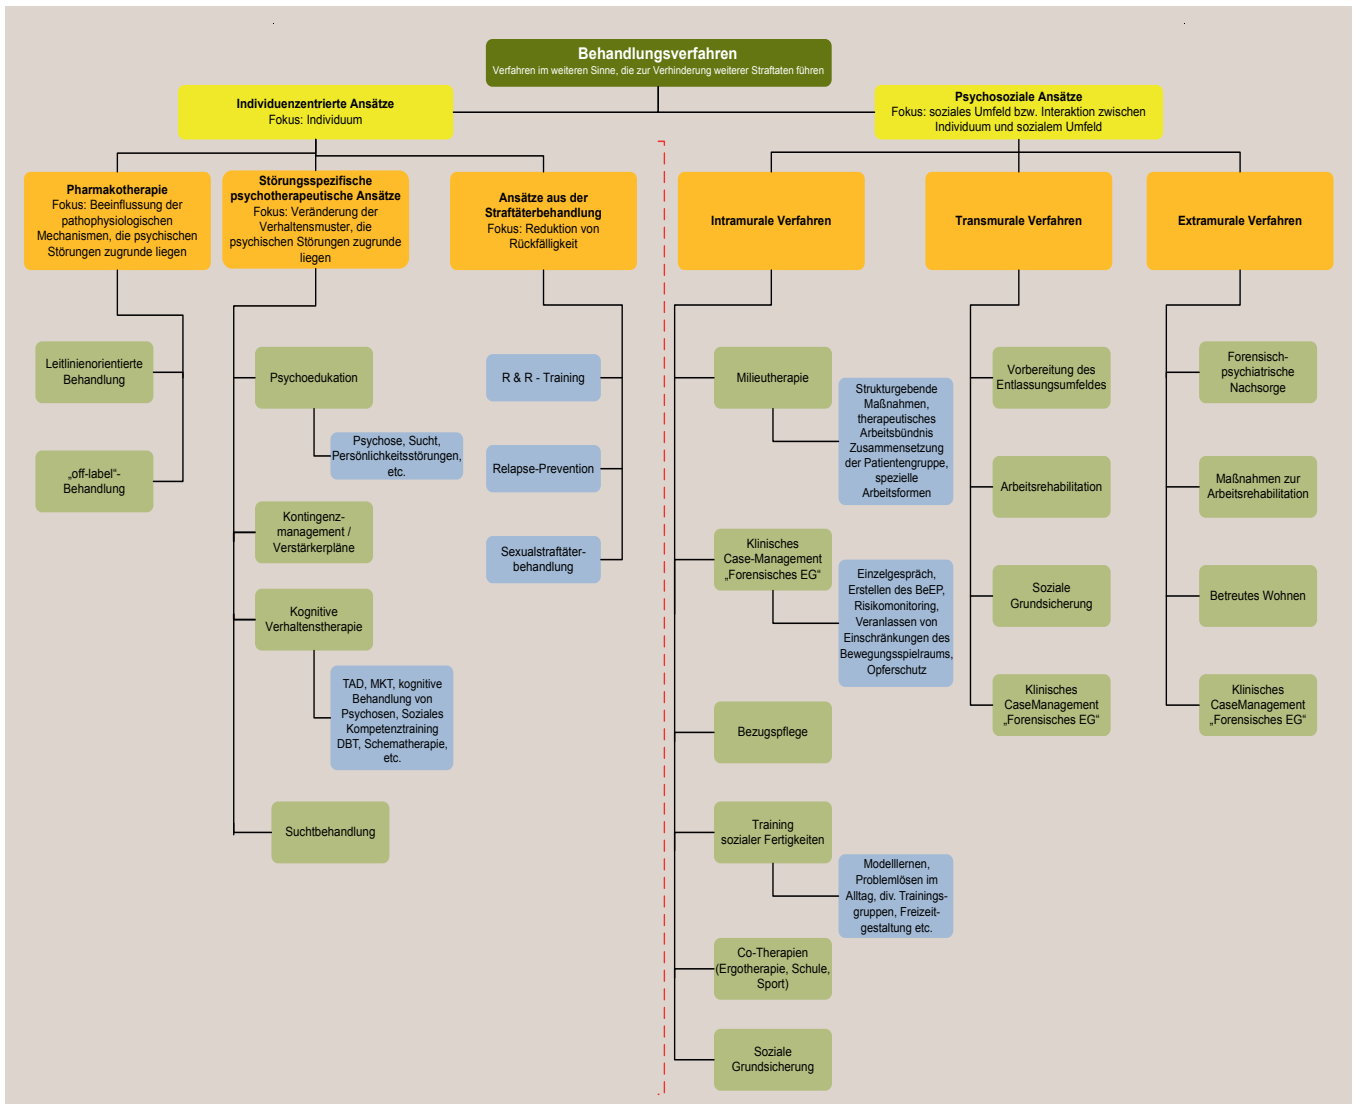 Behandlungsverfahren
Verfahren im weiteren Sinne, die zur Verhinderung weiterer Straftaten führen
Individuenzentrierte Ansätze
Fokus: Individuum
Psychosoziale Ansätze
Fokus: soziales Umfeld bzw. Interaktion zwischen
Individuum und sozialem Umfeld
Pharmakotherapie
Fokus: Beeinflussung der
pathophysiologischen
Mechanismen, die psychischen
Störungen zugrunde liegen
Störungsspezifische
psychotherapeutische Ansätze
Fokus: Veränderung der
Verhaltensmuster, die
psychischen Störungen zugrunde
liegen
Ansätze aus der
Straftäterbehandlung
Fokus: Reduktion von
Rückfälligkeit
Intramurale Verfahren
Transmurale Verfahren
Extramurale Verfahren
Leitlinienorientierte
Behandlung
„off-label“-
Behandlung
Psychoedukation
Psychose, Sucht,
Persönlichkeitsstörungen,
etc.
Kontingenz-
management /
Verstärkerpläne
Kognitive
Verhaltenstherapie
TAD, MKT, kognitive
Behandlung von
Psychosen, Soziales
Kompetenztraining
DBT, Schematherapie,
etc.
Suchtbehandlung
R & R - Training
Relapse-Prevention
Sexualstraftäter-
behandlung
Milieutherapie
Strukturgebende
Maßnahmen,
therapeutisches
Arbeitsbündnis
Zusammensetzung
der Patientengruppe,
spezielle
Arbeitsformen
Klinisches
Case-Management
„Forensisches EG“
Einzelgespräch,
Erstellen des BeEP,
Risikomonitoring,
Veranlassen von
Einschränkungen des
Bewegungsspielraums,
Opferschutz
Bezugspflege
Training
sozialer Fertigkeiten
Modelllernen,
Problemlösen im
Alltag, div. Trainings-
gruppen, Freizeit-
gestaltung etc.
Co-Therapien
(Ergotherapie, Schule,
Sport)
Soziale
Grundsicherung
Vorbereitung des
Entlassungsumfeldes
Arbeitsrehabilitation
Soziale
Grundsicherung
Klinisches
CaseManagement
„Forensisches EG“
Forensisch-
psychiatrische
Nachsorge
Maßnahmen zur
Arbeitsrehabilitation
Betreutes Wohnen
Klinisches
CaseManagement
„Forensisches EG“